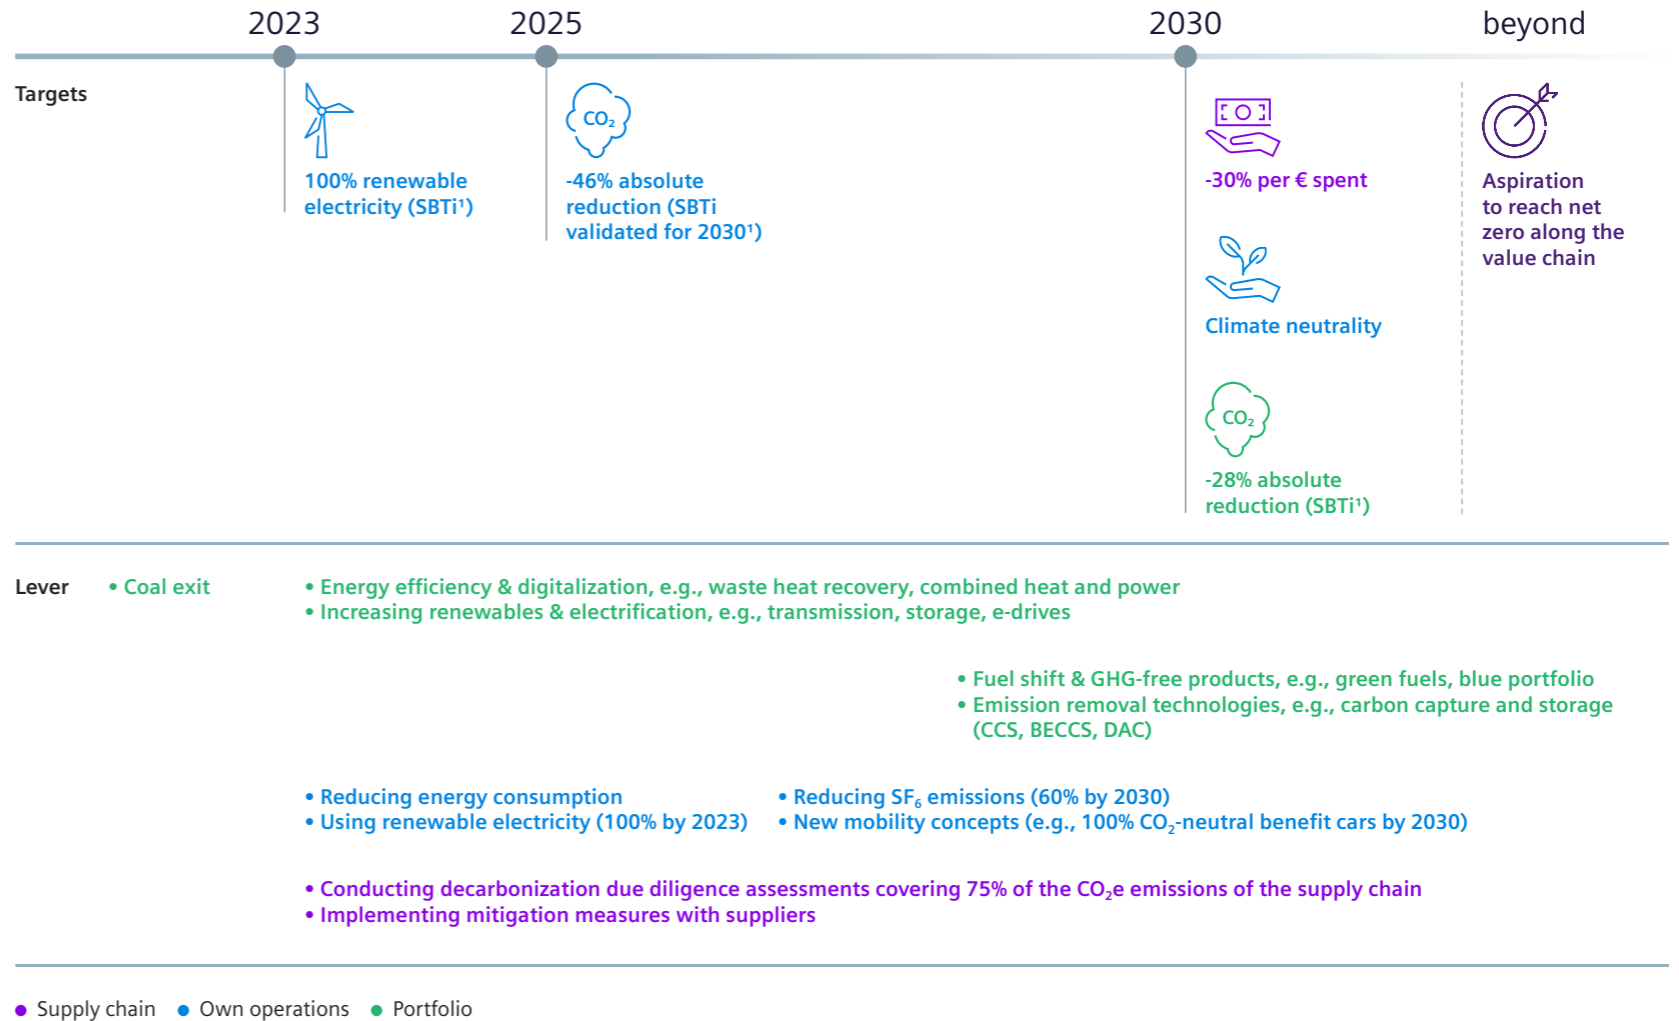 2023
2025
2030
beyond
Targets
CO₂
100% renewable
electricity (SBTi¹)
-46% absolute
reduction (SBTi
validated for 2030¹)
-30% per € spent
Climate neutrality
CO₂
-28% absolute
reduction (SBTi¹)
Aspiration
to reach net
zero along the
value chain
Lever
• Coal exit
• Energy efficiency & digitalization, e.g., waste heat recovery, combined heat and power
• Increasing renewables & electrification, e.g., transmission, storage, e-drives
• Fuel shift & GHG-free products, e.g., green fuels, blue portfolio
• Emission removal technologies, e.g., carbon capture and storage
(CCS, BECCS, DAC)
• Reducing energy consumption
• Using renewable electricity (100% by 2023)
• Reducing SF₆ emissions (60% by 2030)
• New mobility concepts (e.g., 100% CO₂-neutral benefit cars by 2030)
• Conducting decarbonization due diligence assessments covering 75% of the CO₂e emissions of the supply chain
• Implementing mitigation measures with suppliers
Supply chain
Own operations
Portfolio